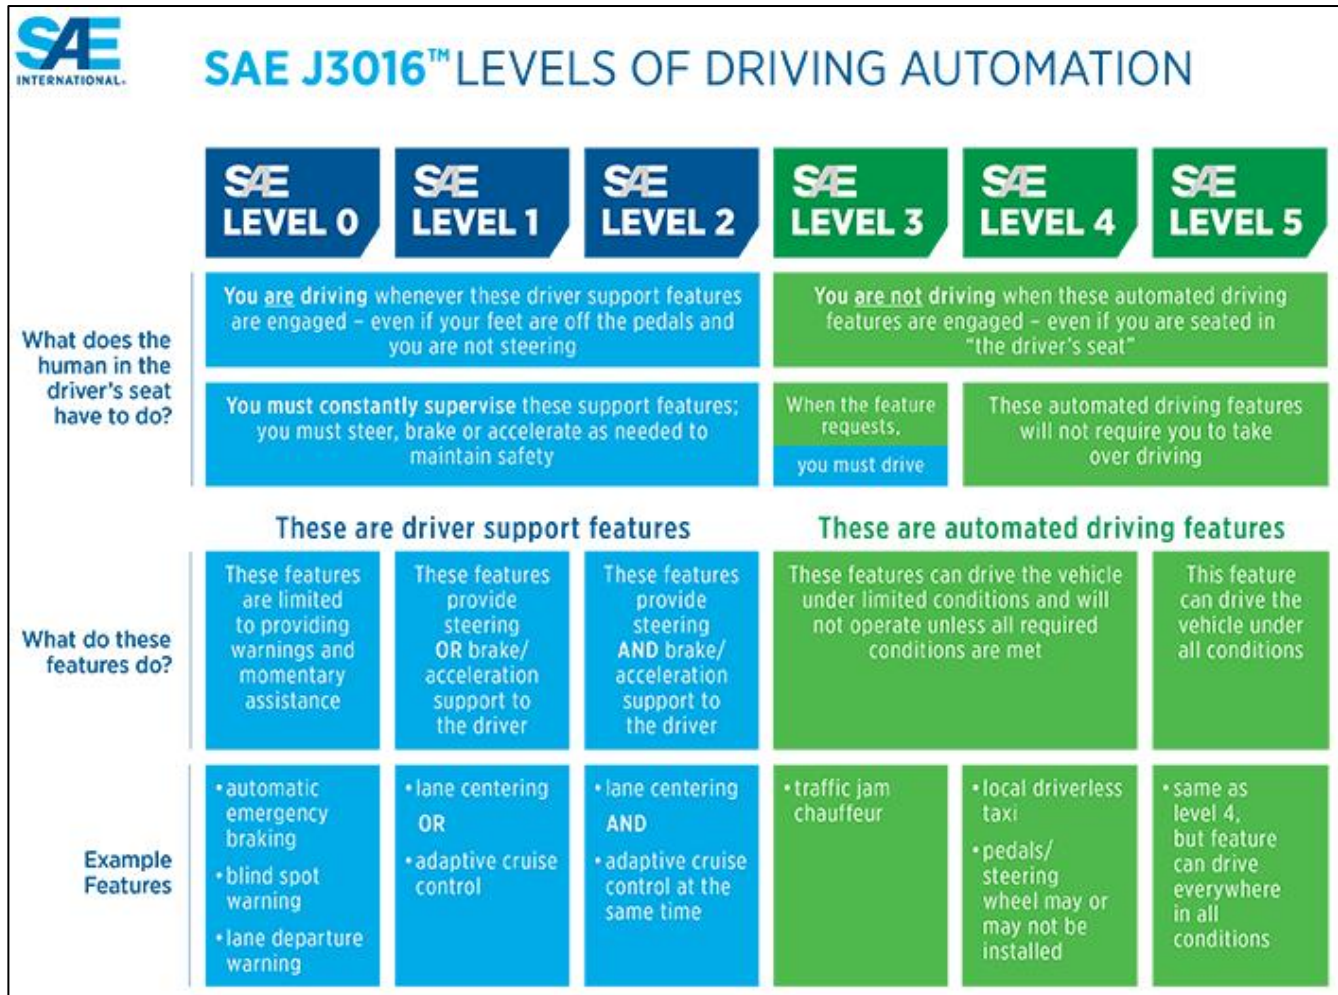 SAE
INTERNATIONAL®
SAE J3016™ LEVELS OF DRIVING AUTOMATION
SAE
LEVEL 0
SAE
LEVEL 1
SAE
LEVEL 2
SAE
LEVEL 3
SAE
LEVEL 4
SAE
LEVEL 5
What does the
human in the
driver's seat
have to do?
You are driving whenever these driver support features
are engaged – even if your feet are off the pedals and
you are not steering
You are not driving when these automated driving
features are engaged – even if you are seated in
"the driver's seat"
You must constantly supervise these support features;
you must steer, brake or accelerate as needed to
maintain safety
When the feature
requests,
you must drive
These automated driving features
will not require you to take
over driving
These are driver support features
These are automated driving features
What do these
features do?
These features
are limited
to providing
warnings and
momentary
assistance
These features
provide
steering
OR brake/
acceleration
support to
the driver
These features
provide
steering
AND brake/
acceleration
support to
the driver
These features can drive the vehicle
under limited conditions and will
not operate unless all required
conditions are met
This feature
can drive the
vehicle under
all conditions
Example
Features
•automatic
emergency
braking
•blind spot
warning
•lane departure
warning
•lane centering
OR
•adaptive cruise
control
•lane centering
AND
•adaptive cruise
control at the
same time
•traffic jam
chauffeur
•local driverless
taxi
•pedals/
steering
wheel may or
may not be
installed
•same as
level 4,
but feature
can drive
everywhere
in all
conditions